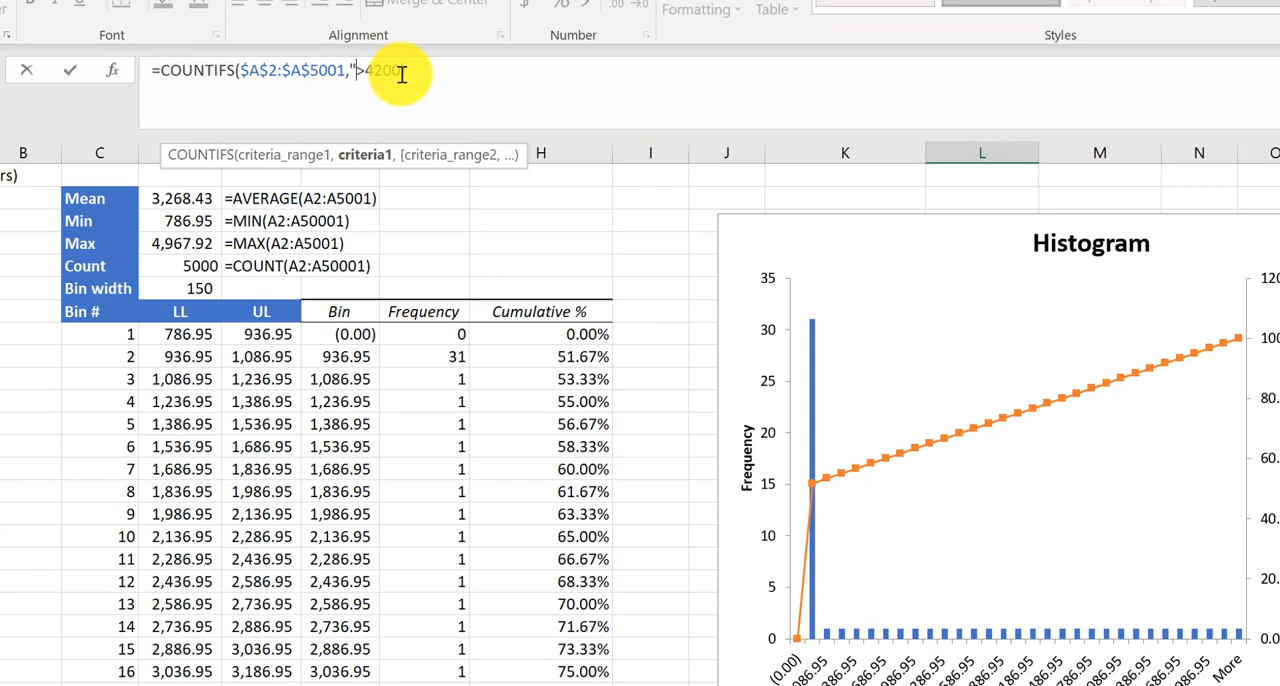 Merge & Center
$
%
9
.00
→0
Formatting
Table
Font
Alignment
Number
Styles
fx
=COUNTIFS($A$2:$A$5001,">4200
COUNTIFS(criteria_range1, criteria1, [criteria_range2, ...)
B C H I J K L M N O
rs)
Mean 3,268.43 =AVERAGE(A2:A5001)
Min 786.95 =MIN(A2:A50001)
Max 4,967.92 =MAX(A2:A5001)
Count 5000 =COUNT(A2:A50001)
Bin width 150
Bin # LL UL Bin Frequency Cumulative %
1 786.95 936.95 (0.00) 0 0.00%
2 936.95 1,086.95 936.95 31 51.67%
3 1,086.95 1,236.95 1,086.95 1 53.33%
4 1,236.95 1,386.95 1,236.95 1 55.00%
5 1,386.95 1,536.95 1,386.95 1 56.67%
6 1,536.95 1,686.95 1,536.95 1 58.33%
7 1,686.95 1,836.95 1,686.95 1 60.00%
8 1,836.95 1,986.95 1,836.95 1 61.67%
9 1,986.95 2,136.95 1,986.95 1 63.33%
10 2,136.95 2,286.95 2,136.95 1 65.00%
11 2,286.95 2,436.95 2,286.95 1 66.67%
12 2,436.95 2,586.95 2,436.95 1 68.33%
13 2,586.95 2,736.95 2,586.95 1 70.00%
14 2,736.95 2,886.95 2,736.95 1 71.67%
15 2,886.95 3,036.95 2,886.95 1 73.33%
16 3,036.95 3,186.95 3,036.95 1 75.00%
Histogram
Frequency
35
30
25
20
15
10
5
0
120
100
80.
60.
40.
20.
0.0
(0.00)
More